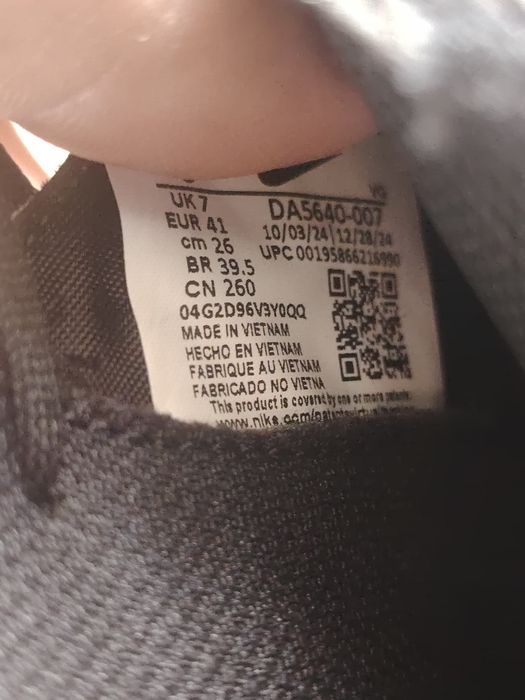 YO
UK 7
DA5640-007
EUR 41
10/03/24|12/28/24
cm 26
UPC 00195866216990
BR 39.5
CN 260
04G2D96V3Y0QQ
MADE IN VIETNAM
HECHO EN VIETNAM
FABRIQUE AU VIETNAM
FABRICADO NO VIETNA
This product is covered by one or more patents